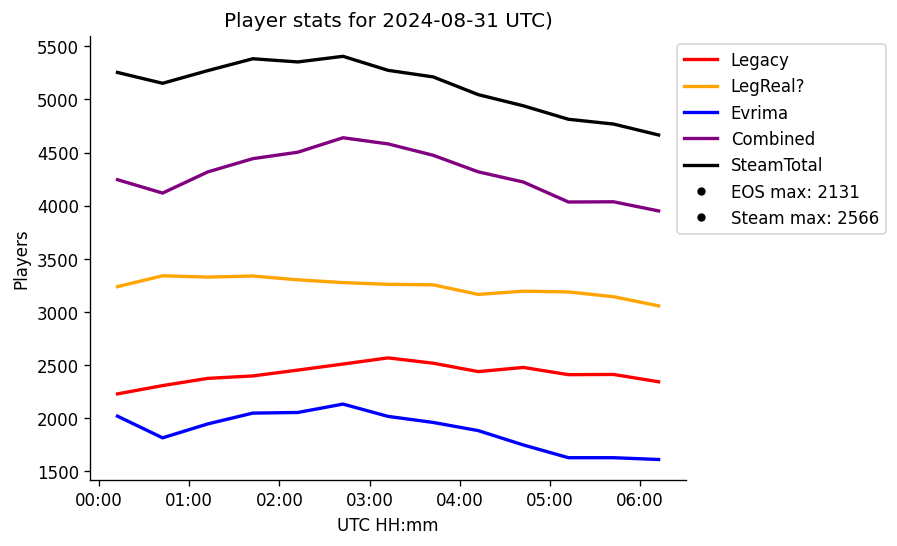 Player stats for 2024-08-31 UTC)
5500
5000
4500
4000
3500
3000
2500
2000
1500
Players
00:00 01:00 02:00 03:00 04:00 05:00 06:00
UTC HH:mm
Legacy
LegReal?
Evrima
Combined
SteamTotal
EOS max: 2131
Steam max: 2566